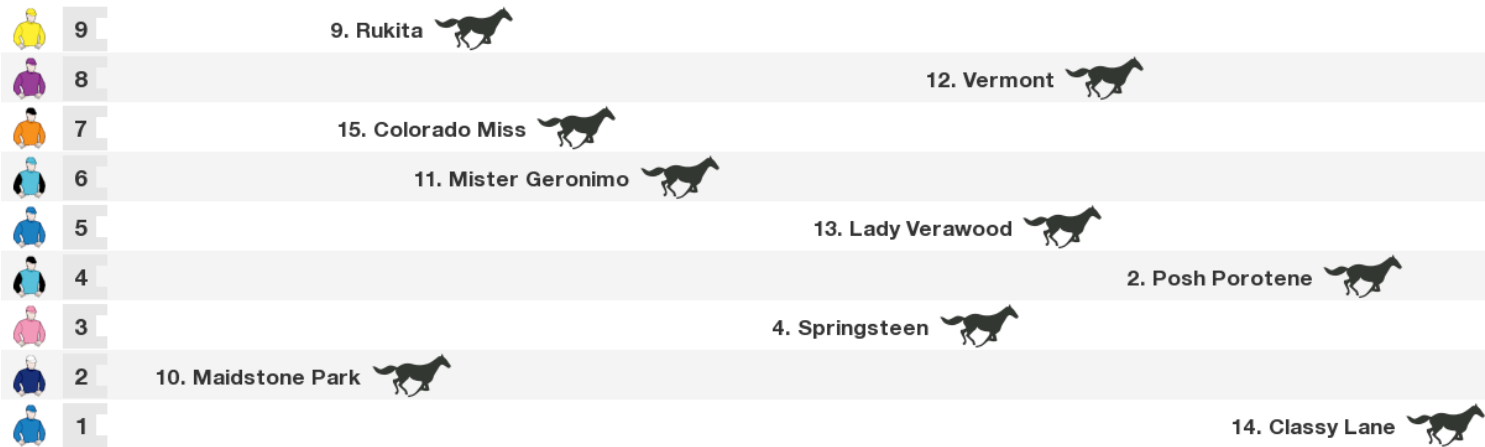 9 9. Rukita
8 12. Vermont
7 15. Colorado Miss
6 11. Mister Geronimo
5 13. Lady Verawood
4 2. Posh Porotene
3 4. Springsteen
2 10. Maidstone Park
1 14. Classy Lane